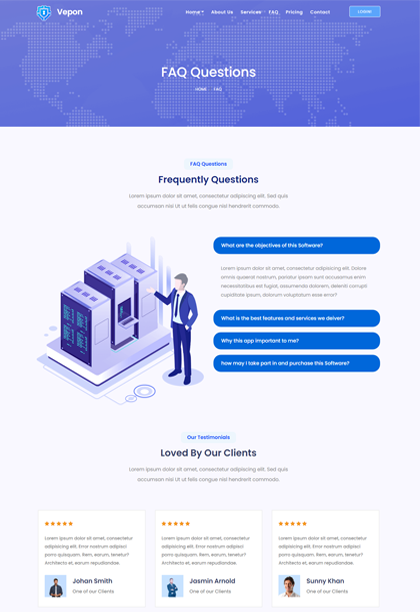 Vepon
Home About Us Services FAQ Pricing Contact
LOGIN
FAQ Questions
HOME FAQ
FAQ Questions
Frequently Questions
Lorem ipsum dolor sit amet, consectetur adipiscing elit. Sed quis
accumsan nisi Ut ut felis congue nisl hendrerit commodo.
What are the objectives of this Software?
Lorem ipsum dolor sit amet, consectetur adipiscing elit. Dolore
omnis quaerat nostrum, pariatur ipsam sunt accusamus enim
necessitatibus est fugiat, assumenda dolorem, deleniti corrupti
cupiditate ipsum, dolorum voluptatum esse error?
What is the best features and services we deiver?
Why this app important to me?
how may I take part in and purchase this Software?
Our Testimonials
Loved By Our Clients
Lorem ipsum dolor sit amet, consectetur adipiscing elit. Sed quis
accumsan nisi Ut ut felis congue nisl hendrerit commodo.
Lorem ipsum dolor sit amet, consectetur
adipisicing elit. Error nostrum adipisci
porro quisquam. Rem, earum tenetur?
Architecto et, earum repudiandae.
Johan Smith
One of our Clients
Lorem ipsum dolor sit amet, consectetur
adipisicing elit. Error nostrum adipisci
porro quisquam. Rem, earum tenetur?
Architecto et, earum repudiandae.
Jasmin Arnold
One of our Clients
Lorem ipsum dolor sit amet, consectetur
adipisicing elit. Error nostrum adipisci
porro quisquam. Rem, earum tenetur?
Architecto et, earum repudiandae.
Sunny Khan
One of our Clients